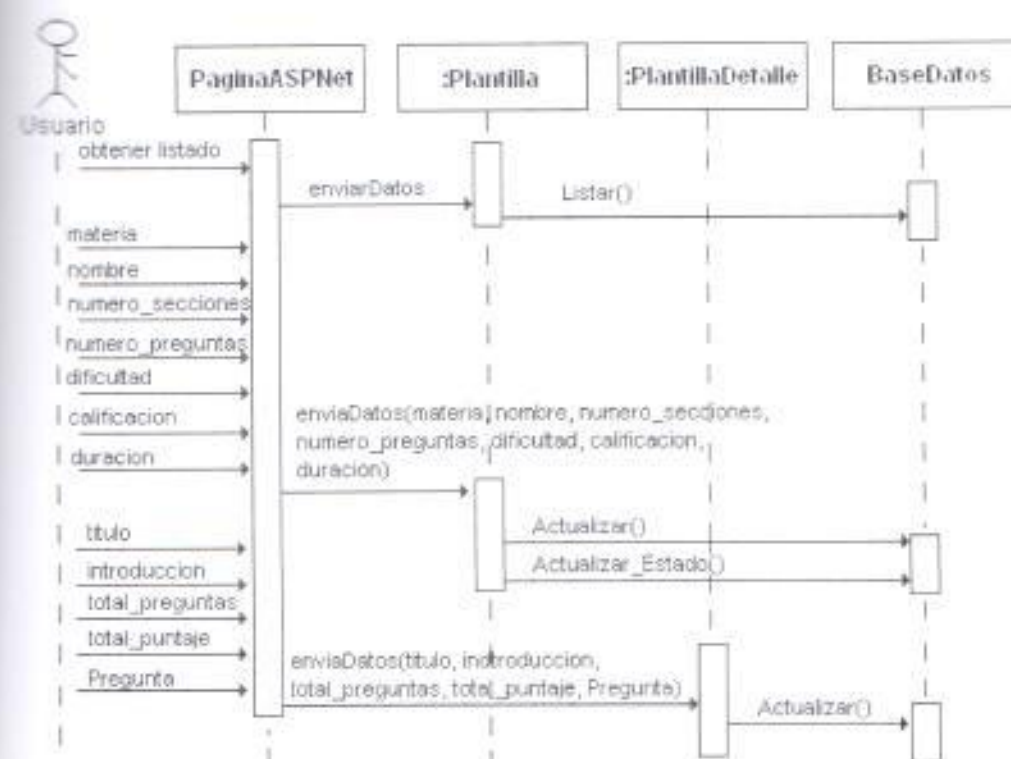 PaginaASPNet
:Plantilla
:PlantillaDetalle
BaseDatos
Usuario
obtener listado
enviarDatos
Listar()
materia
nombre
numero_secciones
numero_preguntas
dificultad
calificacion
duracion
enviaDatos(materia, nombre, numero_secciones,
numero_preguntas, dificultad, calificacion,
duracion)
Actualizar()
Actualizar_Estado()
titulo
introduccion
total_preguntas
total_puntaje
Pregunta
enviaDatos(titulo, indtroduccion,
total_preguntas, total_puntaje, Pregunta)
Actualizar()